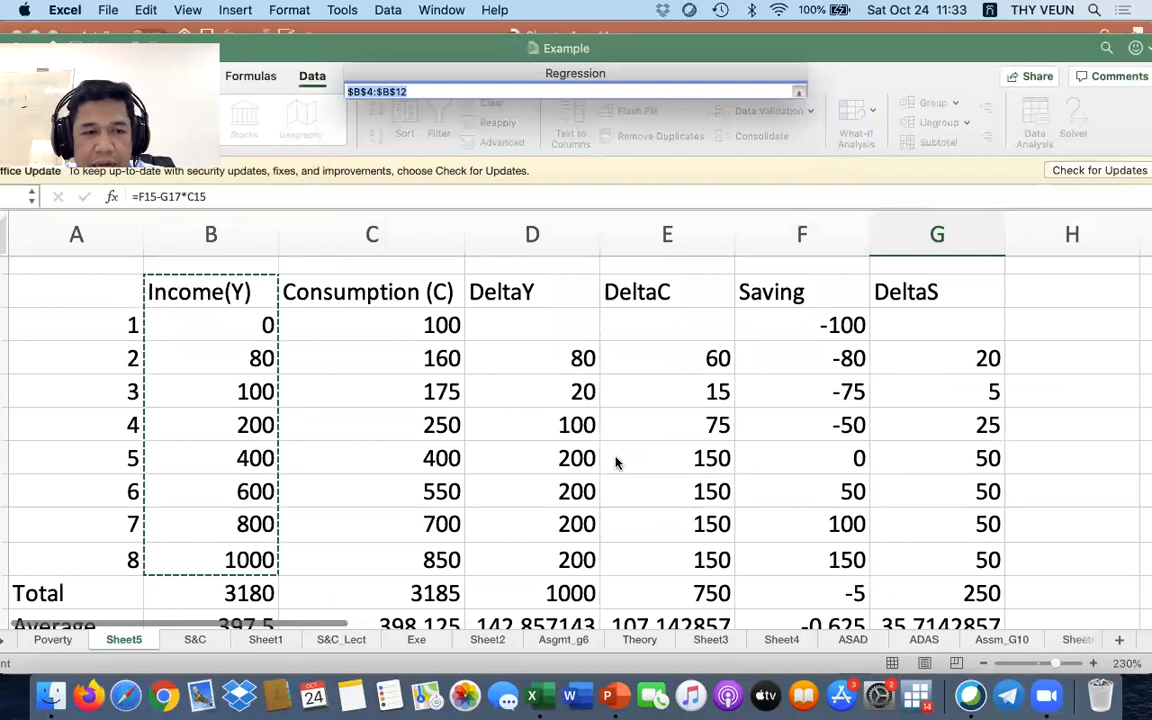 Excel File Edit View Insert Format Tools Data Window Help 100% Sat Oct 24 11:33 THY VEUN
Example
Formulas Data Regression Share Comments
$B$4:$B$12
Stocks Geography Sort Filter Clear Reapply Advanced Text to Columns Flash Fill Remove Duplicates Data Validation Consolidate What-If Analysis Group Ungroup Subtotal Data Analysis Solver
ffice Update To keep up-to-date with security updates, fixes, and improvements, choose Check for Updates. Check for Updates
fx =F15-G17*C15
A B C D E F G H
Income(Y) Consumption (C) DeltaY DeltaC Saving DeltaS
1 0 100 -100
2 80 160 80 60 -80 20
3 100 175 20 15 -75 5
4 200 250 100 75 -50 25
5 400 400 200 150 0 50
6 600 550 200 150 50 50
7 800 700 200 150 100 50
8 1000 850 200 150 150 50
Total 3180 3185 1000 750 -5 250
Average 397.5 398.125 142.857143 107.142857 -0.625 35.7142857
Poverty Sheet5 S&C Sheet1 S&C_Lect Exe Sheet2 Asgmt_g6 Theory Sheet3 Sheet4 ASAD ADAS Assm_G10 Sheet
nt 230%
OCT 24 W P tv 3 2 14